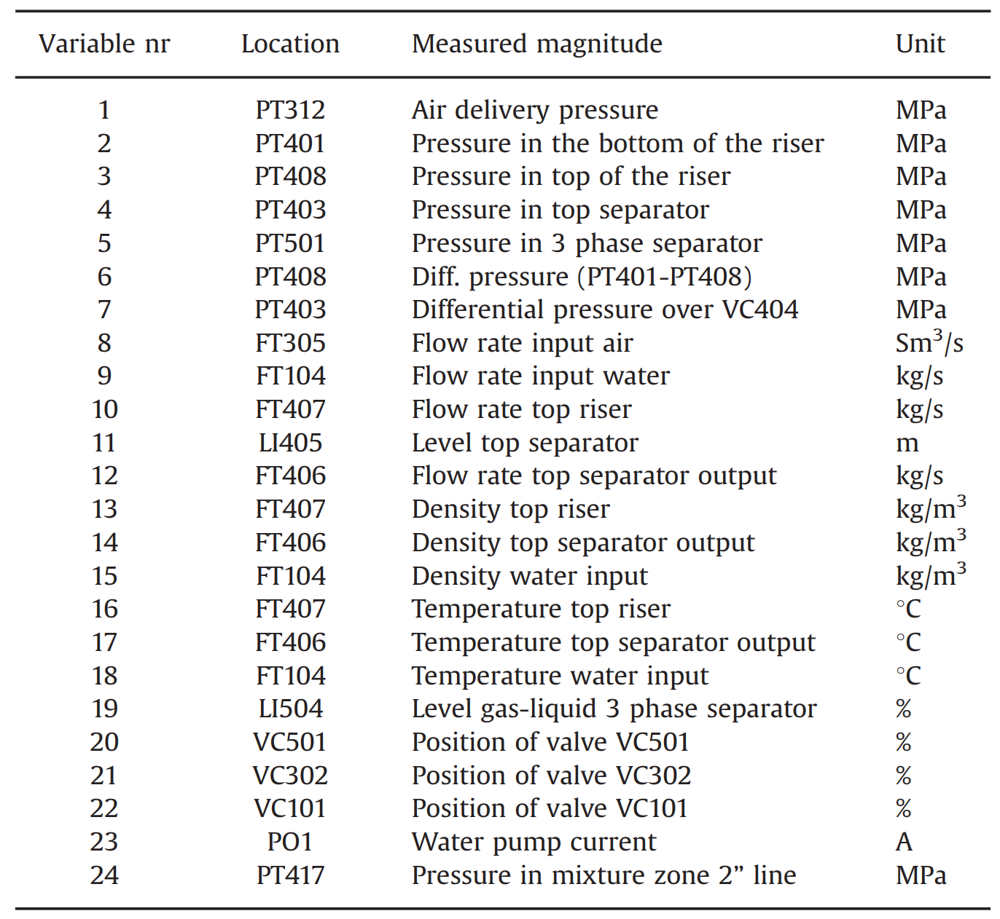 Variable nr Location Measured magnitude Unit
1 PT312 Air delivery pressure MPa
2 PT401 Pressure in the bottom of the riser MPa
3 PT408 Pressure in top of the riser MPa
4 PT403 Pressure in top separator MPa
5 PT501 Pressure in 3 phase separator MPa
6 PT408 Diff. pressure (PT401-PT408) MPa
7 PT403 Differential pressure over VC404 MPa
8 FT305 Flow rate input air Sm³/s
9 FT104 Flow rate input water kg/s
10 FT407 Flow rate top riser kg/s
11 LI405 Level top separator m
12 FT406 Flow rate top separator output kg/s
13 FT407 Density top riser kg/m³
14 FT406 Density top separator output kg/m³
15 FT104 Density water input kg/m³
16 FT407 Temperature top riser °C
17 FT406 Temperature top separator output °C
18 FT104 Temperature water input °C
19 LI504 Level gas-liquid 3 phase separator %
20 VC501 Position of valve VC501 %
21 VC302 Position of valve VC302 %
22 VC101 Position of valve VC101 %
23 PO1 Water pump current A
24 PT417 Pressure in mixture zone 2” line MPa